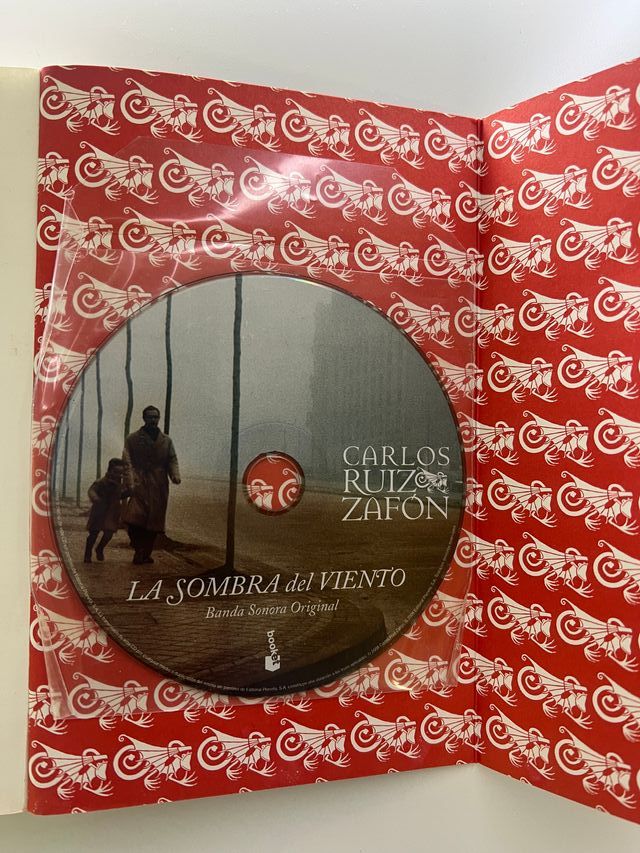 CARLOS
RUIZ
ZAFÓN
LA SOMBRA del VIENTO
Banda Sonora Original
booket